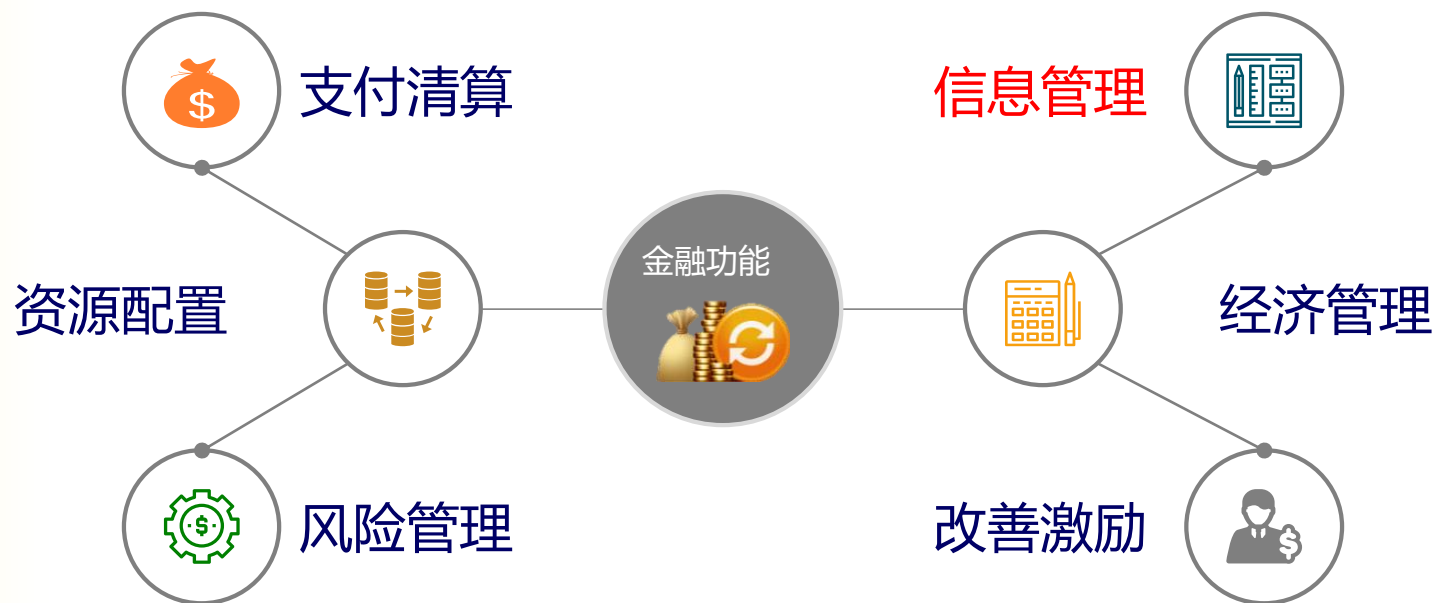 支付清算
信息管理
金融功能
资源配置
经济管理
风险管理
改善激励